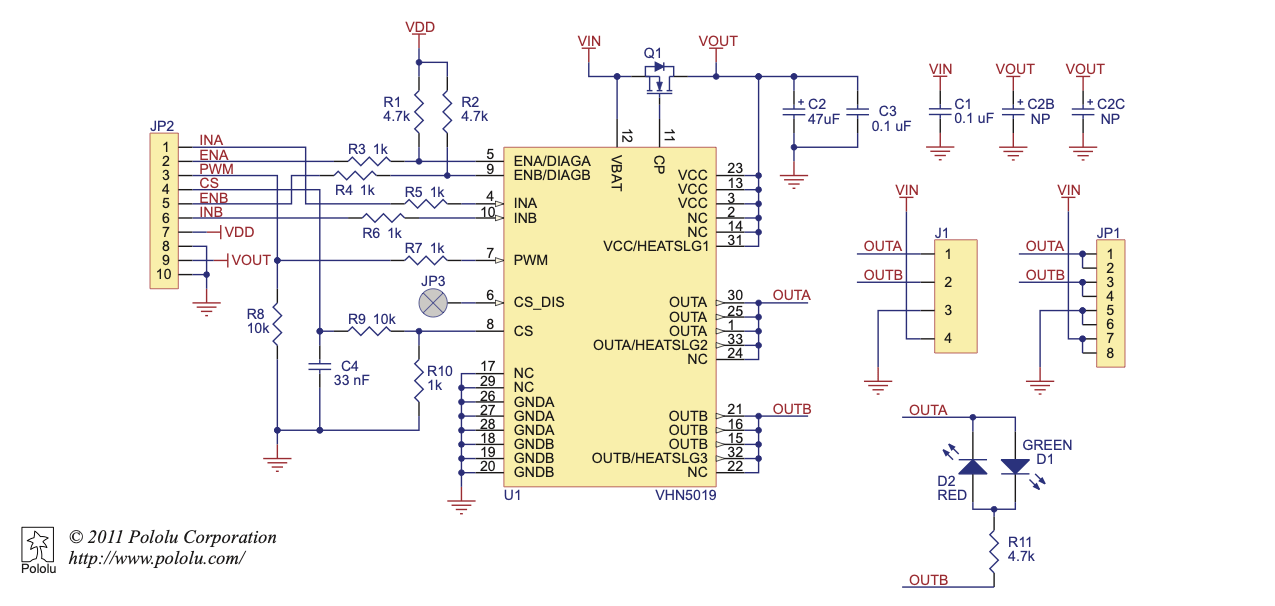 VDD
VIN
Q1
VOUT
VIN
VOUT
VOUT
R1
4.7k
R2
4.7k
C2
47uF
+
C3
0.1 uF
C1
0.1 uF
+
C2B
NP
+
C2C
NP
JP2
1 INA
2 ENA
3 PWM
4 CS
5 ENB
6 INB
7 VDD
8
9 VOUT
10
R3 1k
R4 1k
R5 1k
R6 1k
R7 1k
JP3
R8
10k
R9 10k
C4
33 nF
R10
1k
12 11
VBAT CP
5 ENA/DIAGA
9 ENB/DIAGB
4 INA
10 INB
7 PWM
6 CS_DIS
8 CS
17 NC
29 NC
26 GNDA
27 GNDA
28 GNDA
18 GNDB
19 GNDB
20 GNDB
VCC 23
VCC 13
VCC 3
NC 2
NC 14
VCC/HEATSLG1 31
OUTA 30 OUTA
OUTA 25
OUTA 1
OUTA/HEATSLG2 33
NC 24
OUTB 21 OUTB
OUTB 16
OUTB 15
OUTB/HEATSLG3 32
NC 22
U1 VHN5019
VIN
J1
OUTA 1
OUTB 2
3
4
VIN
JP1
OUTA 1
2
OUTB 3
4
5
6
7
8
OUTA
GREEN
D1
D2
RED
R11
4.7k
OUTB
© 2011 Pololu Corporation
http://www.pololu.com/
Pololu